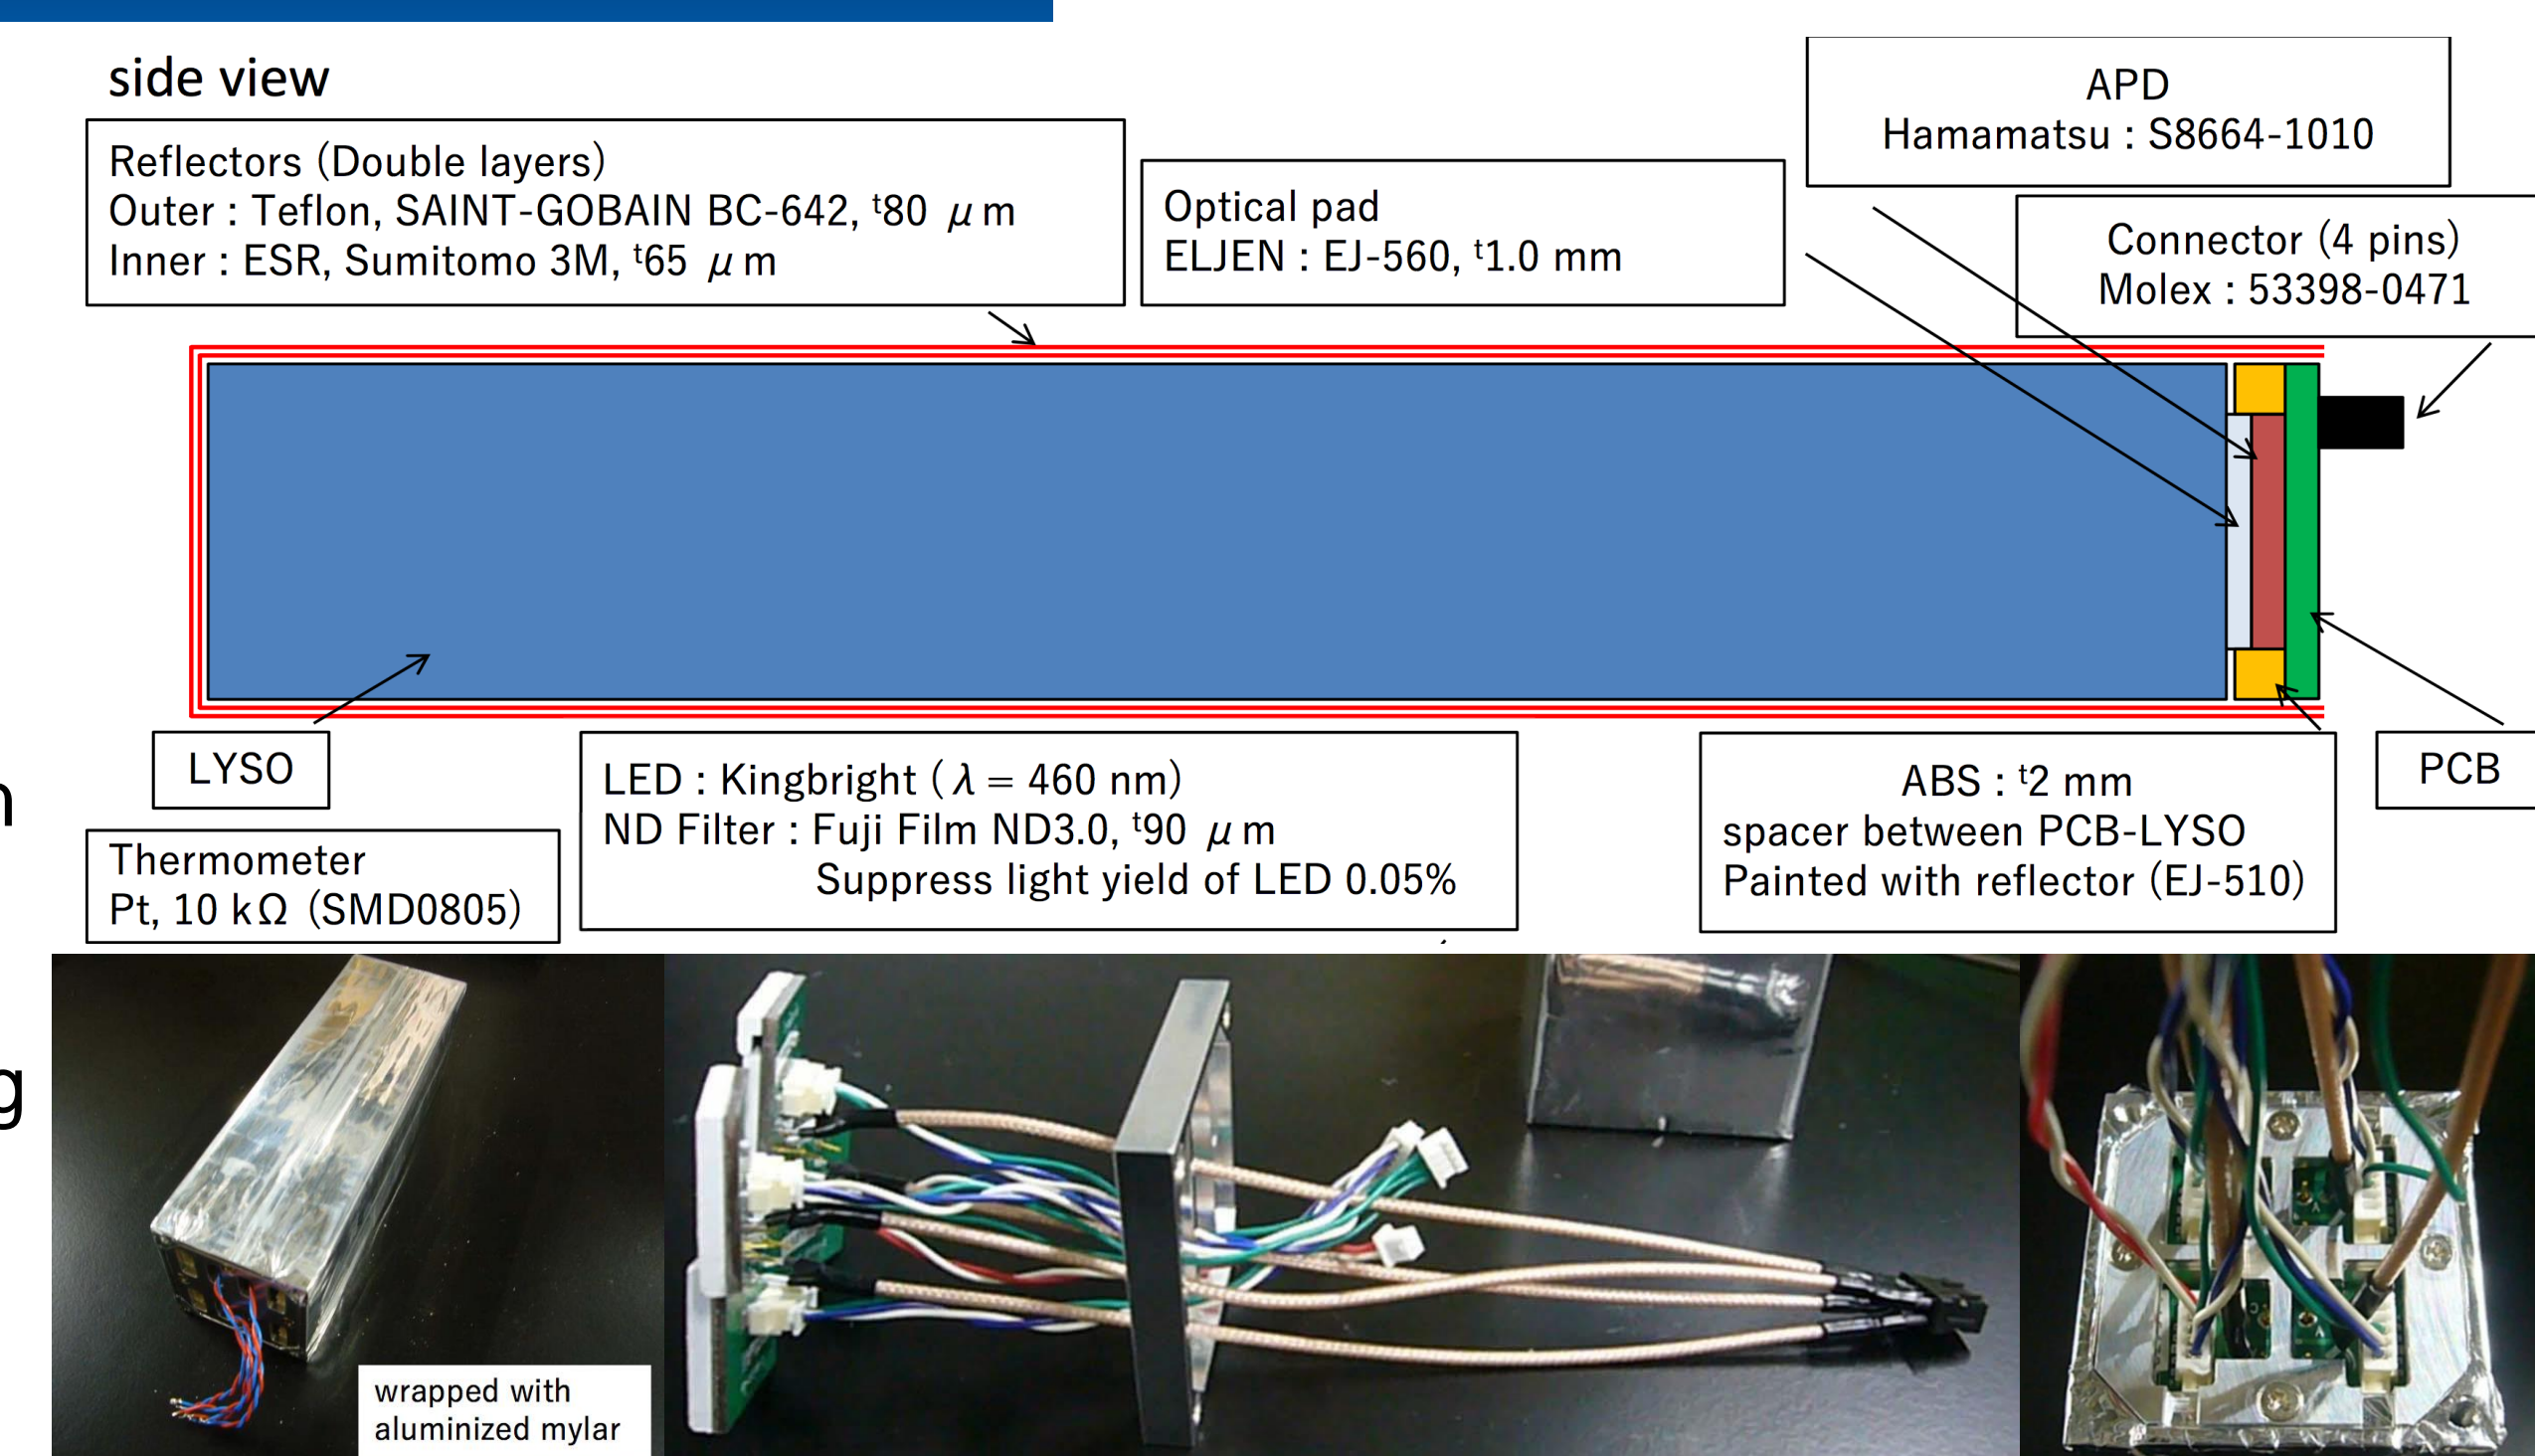 side view
Reflectors (Double layers)
Outer : Teflon, SAINT-GOBAIN BC-642, ᵗ80 μm
Inner : ESR, Sumitomo 3M, ᵗ65 μm
Optical pad
ELJEN : EJ-560, ᵗ1.0 mm
APD
Hamamatsu : S8664-1010
Connector (4 pins)
Molex : 53398-0471
LYSO
Thermometer
Pt, 10 kΩ (SMD0805)
LED : Kingbright (λ = 460 nm)
ND Filter : Fuji Film ND3.0, ᵗ90 μm
Suppress light yield of LED 0.05%
ABS : ᵗ2 mm
spacer between PCB-LYSO
Painted with reflector (EJ-510)
PCB
n
g
wrapped with
aluminized mylar